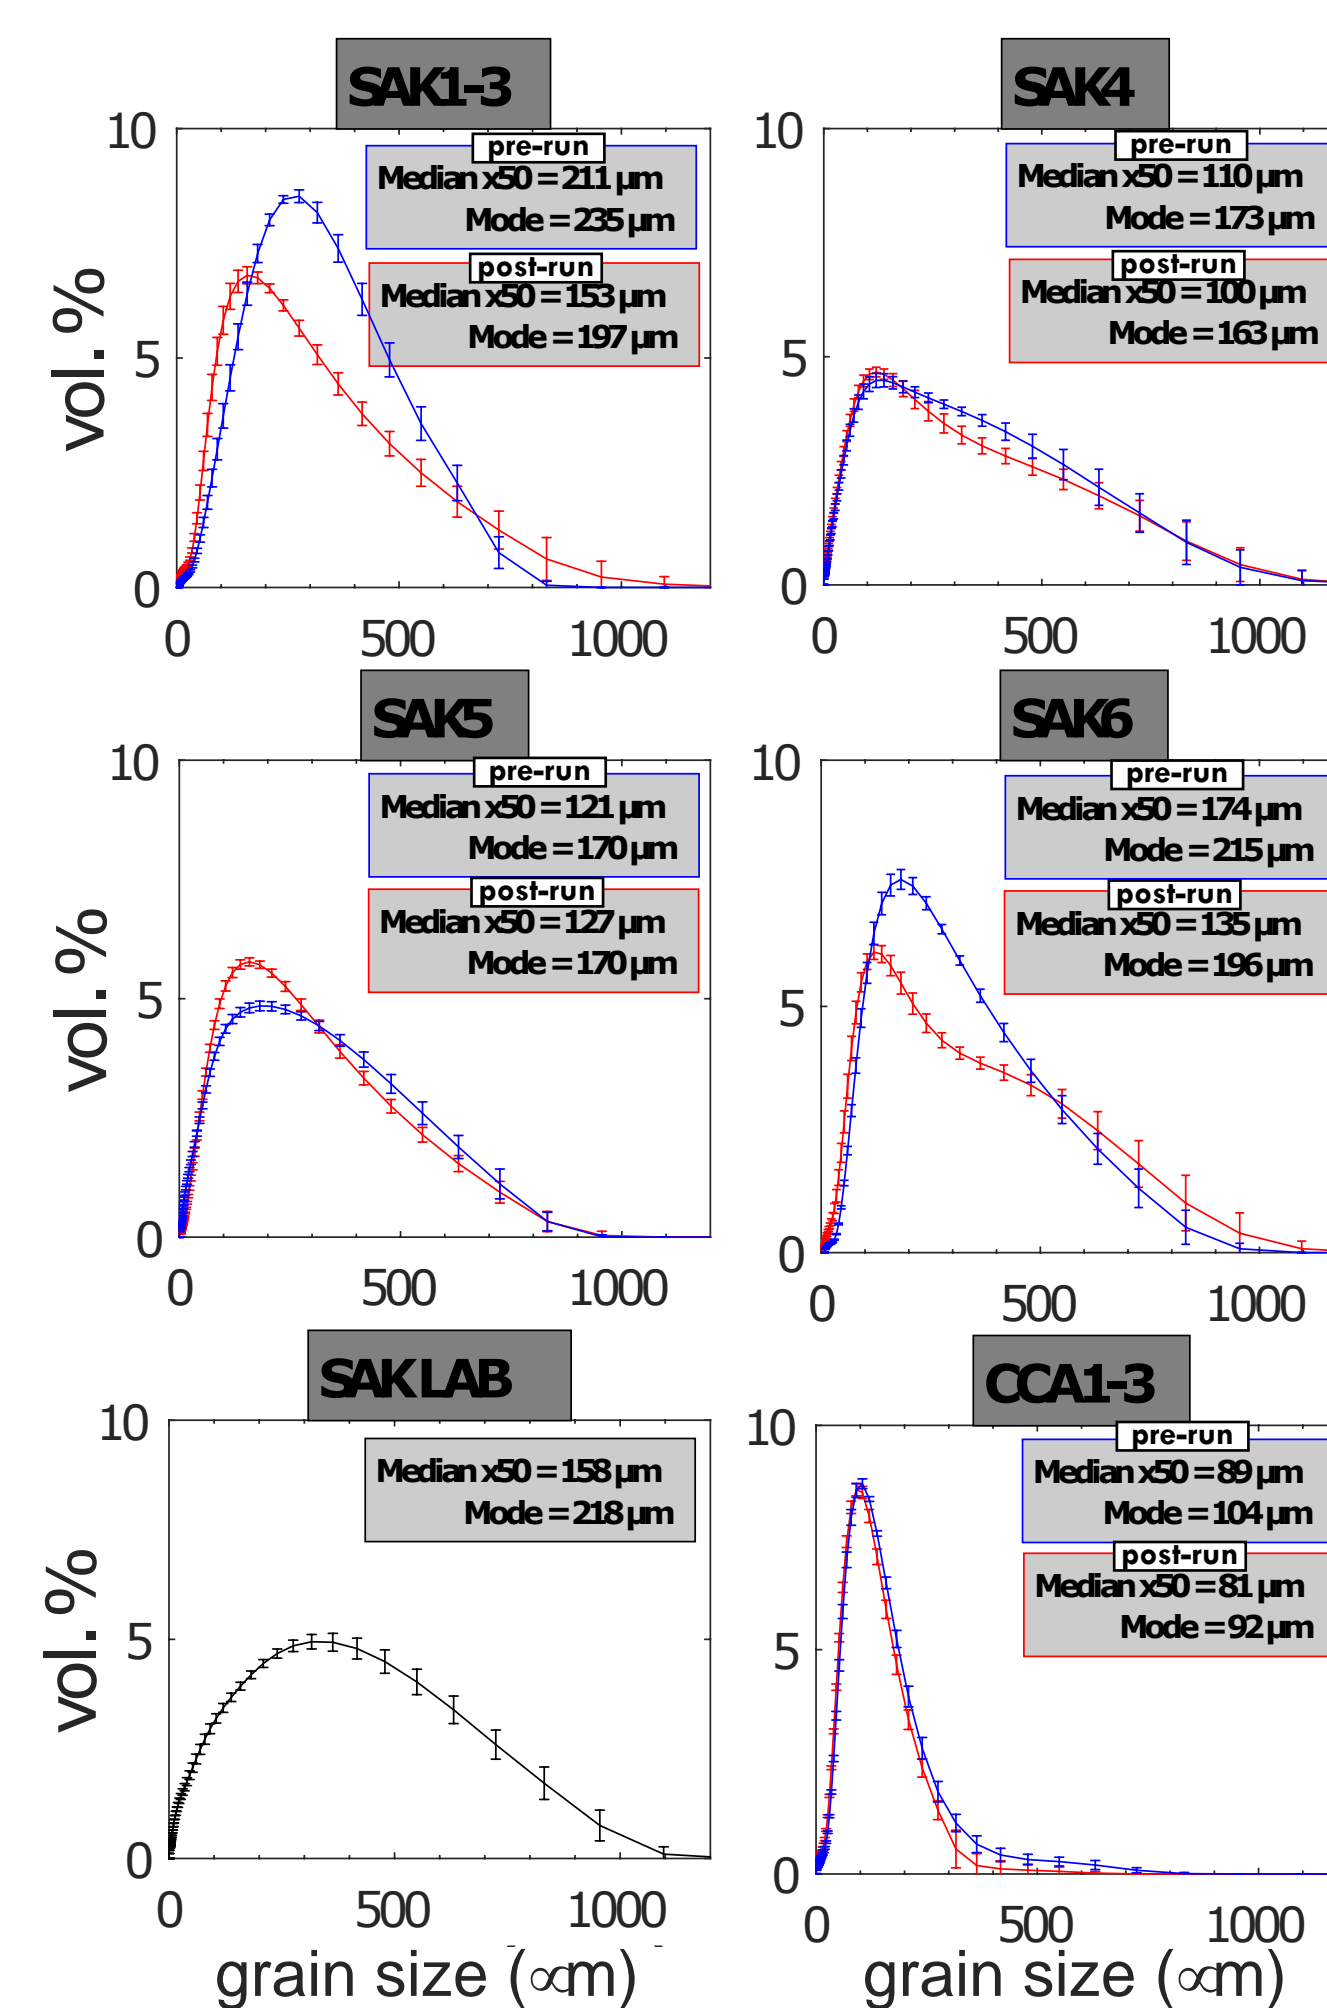 SAK1-3
10
5
0
0 500 1000
vol. %
pre-run
Median x50 = 211 µm
Mode = 235 µm
post-run
Median x50 = 153 µm
Mode = 197 µm
SAK4
10
5
0
0 500 1000
pre-run
Median x50 = 110 µm
Mode = 173 µm
post-run
Median x50 = 100 µm
Mode = 163 µm
SAK5
10
5
0
0 500 1000
vol. %
pre-run
Median x50 = 121 µm
Mode = 170 µm
post-run
Median x50 = 127 µm
Mode = 170 µm
SAK6
10
5
0
0 500 1000
pre-run
Median x50 = 174 µm
Mode = 215 µm
post-run
Median x50 = 135 µm
Mode = 196 µm
SAK LAB
10
5
0
0 500 1000
vol. %
grain size (∝m)
Median x50 = 158 µm
Mode = 218 µm
CCA1-3
10
5
0
0 500 1000
grain size (∝m)
pre-run
Median x50 = 89 µm
Mode = 104 µm
post-run
Median x50 = 81 µm
Mode = 92 µm